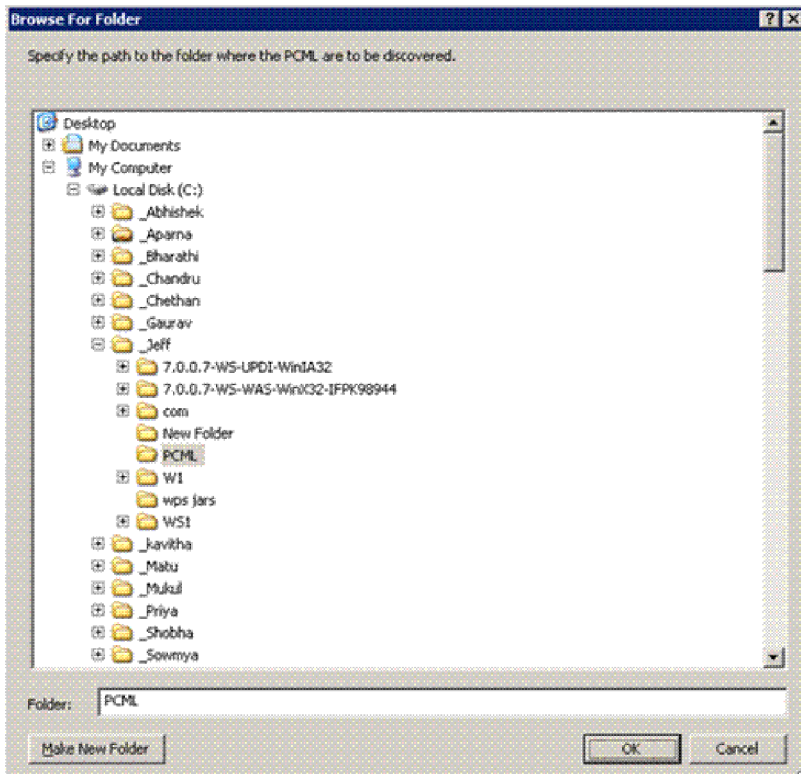 Browse For Folder
Specify the path to the folder where the PCML are to be discovered.
Desktop
My Documents
My Computer
Local Disk (C:)
_Abhishek
_Aparna
_Bharathi
_Chandru
_Chethan
_Gaurav
_Jeff
7.0.0.7-WS-UPDI-WinIA32
7.0.0.7-WS-WAS-WinX32-IFPK98944
com
New Folder
PCML
W1
wps jars
WS1
_kavitha
_Matu
_Mukul
_Priya
_Shobha
_Sowmya
Folder: PCML
Make New Folder OK Cancel